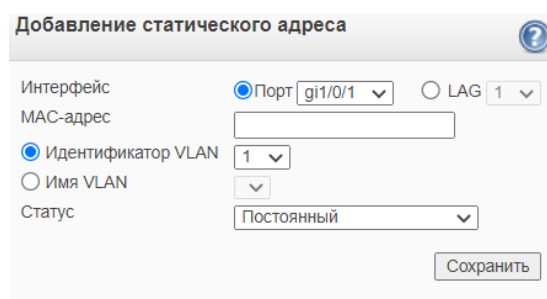 Добавление статического адреса
?
Интерфейс Порт gi1/0/1 LAG 1
MAC-адрес
Идентификатор VLAN 1
Имя VLAN
Статус Постоянный
Сохранить